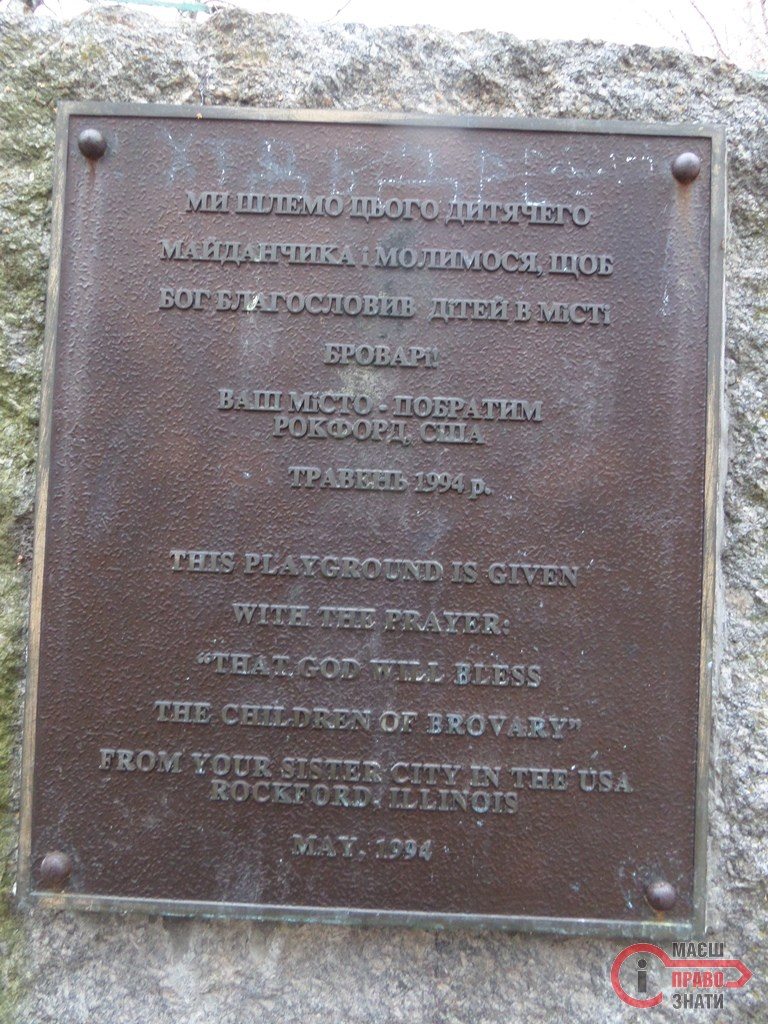 МИ ШЛЕМО ЦЬОГО ДИТЯЧЕГО
МАЙДАНЧИКА і МОЛИМОСЯ, ЩОБ
БОГ БЛАГОСЛОВИВ ДіТЕЙ В МіСТі
БРОВАРі!
ВАШ МіСТО - ПОБРАТИМ
РОКФОРД, США
ТРАВЕНЬ 1994 р.
THIS PLAYGROUND IS GIVEN
WITH THE PRAYER:
“THAT GOD WILL BLESS
THE CHILDREN OF BROVARY”
FROM YOUR SISTER CITY IN THE USA
ROCKFORD, ILLINOIS
MAY, 1994
МАЄШ
ПРАВО
ЗНАТИ